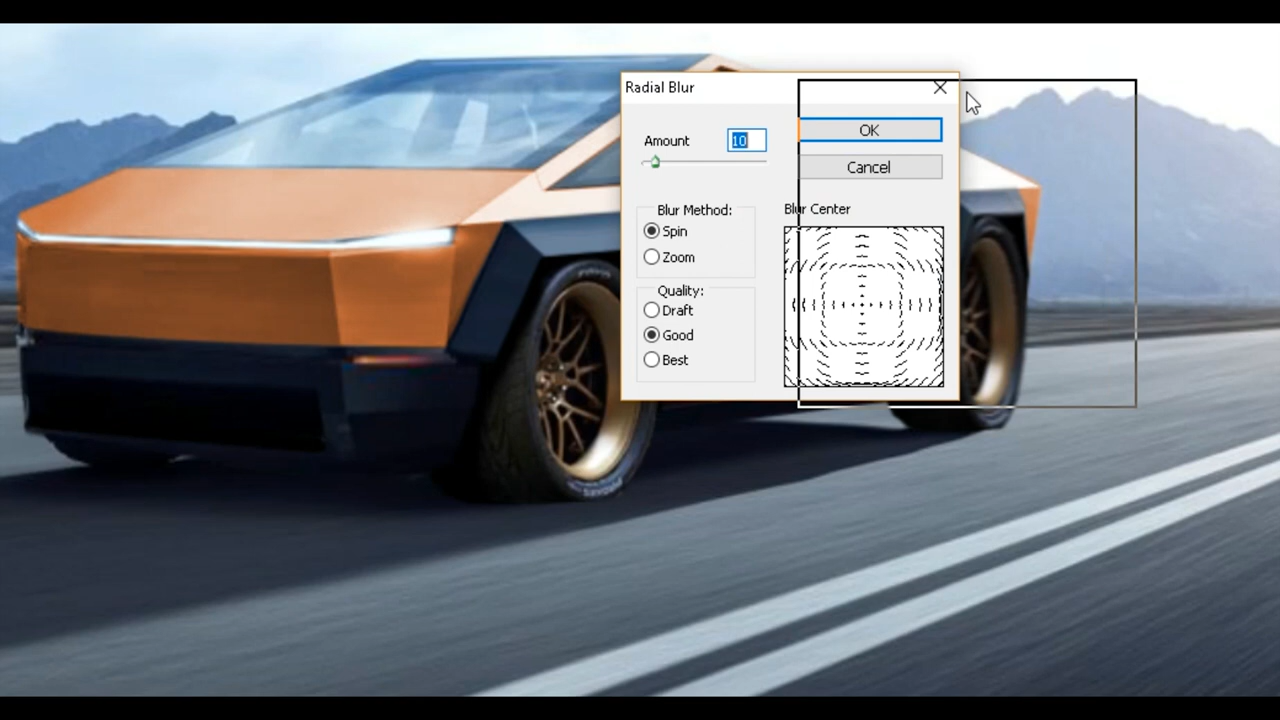 Radial Blur
Amount 10
OK
Cancel
Blur Method:
Spin
Zoom
Blur Center
Quality:
Draft
Good
Best